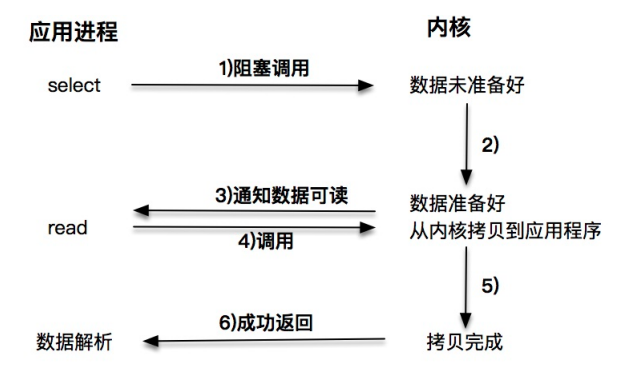 应用进程
内核
1)阻塞调用
select
数据未准备好
2)
3)通知数据可读
数据准备好
read
从内核拷贝到应用程序
4)调用
5)
6)成功返回
数据解析
拷贝完成